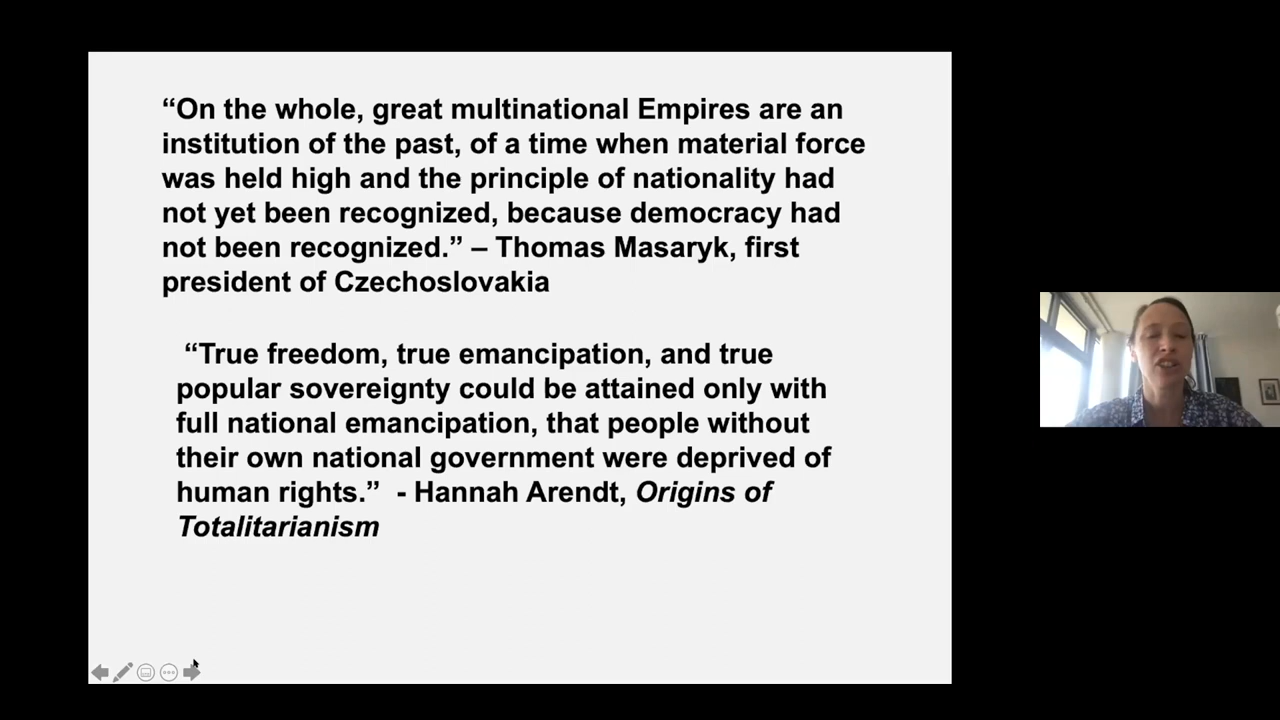 “On the whole, great multinational Empires are an
institution of the past, of a time when material force
was held high and the principle of nationality had
not yet been recognized, because democracy had
not been recognized.” – Thomas Masaryk, first
president of Czechoslovakia
“True freedom, true emancipation, and true
popular sovereignty could be attained only with
full national emancipation, that people without
their own national government were deprived of
human rights.” - Hannah Arendt, Origins of
Totalitarianism